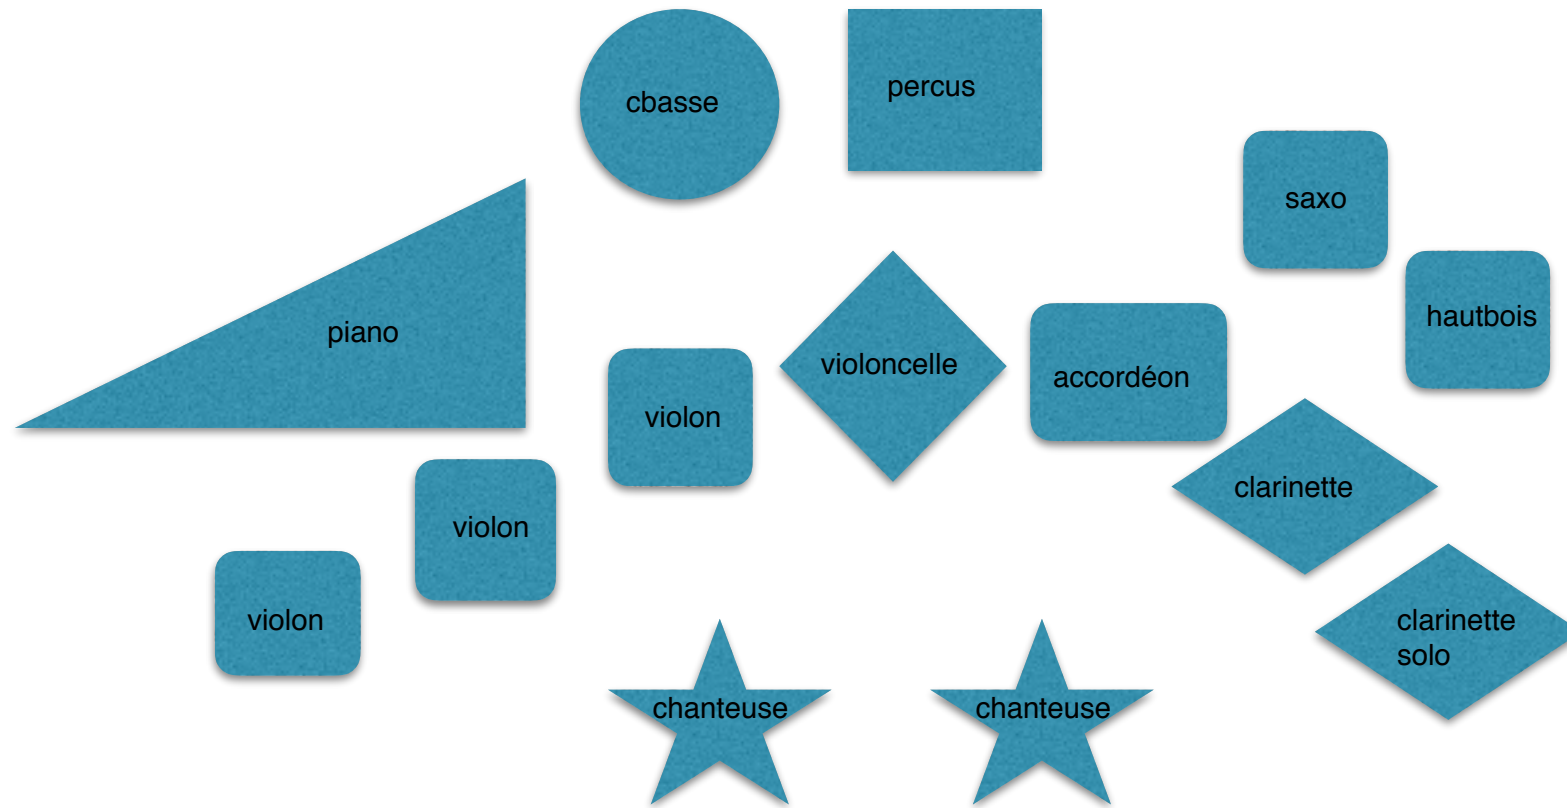 cbasse
percus
saxo
hautbois
piano
violoncelle
accordéon
violon
clarinette
violon
violon
clarinette
solo
chanteuse
chanteuse